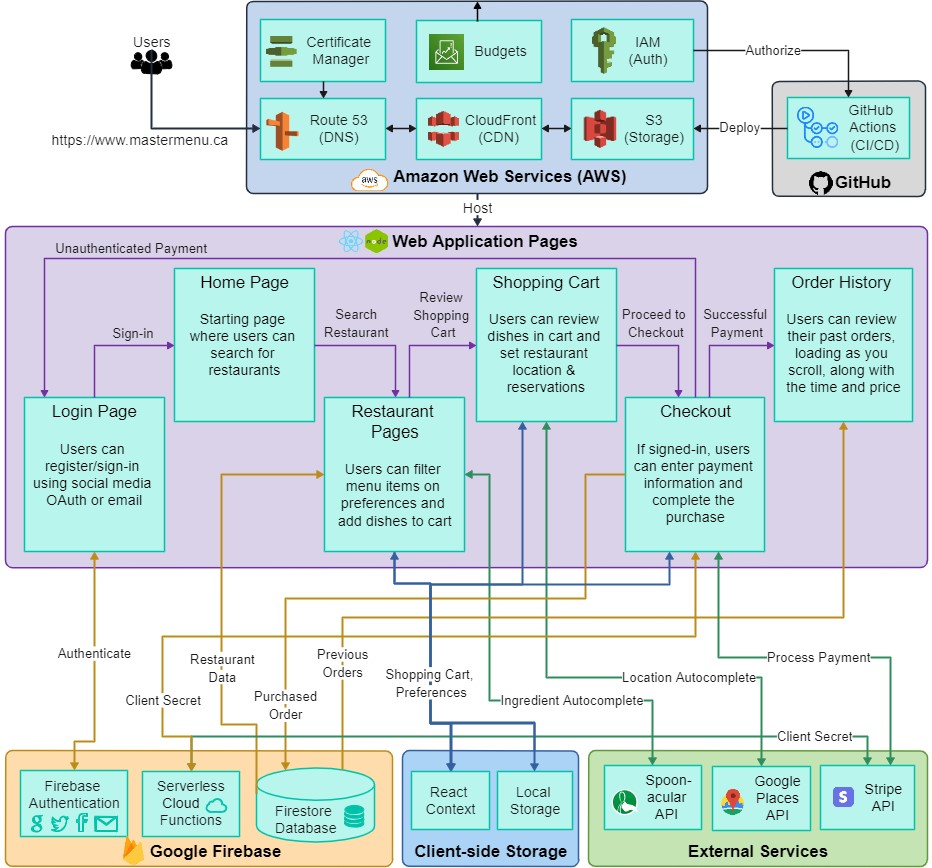 Users
https://www.mastermenu.ca
Certificate
Manager
Budgets
IAM
(Auth)
Authorize
Route 53
(DNS)
CloudFront
(CDN)
S3
(Storage)
Deploy
GitHub
Actions
(CI/CD)
aws
Amazon Web Services (AWS)
GitHub
Host
node
Web Application Pages
Unauthenticated Payment
Sign-in
Home Page
Starting page
where users can
search for
restaurants
Search
Restaurant
Review
Shopping
Cart
Shopping Cart
Users can review
dishes in cart and
set restaurant
location &
reservations
Proceed to
Checkout
Successful
Payment
Order History
Users can review
their past orders,
loading as you
scroll, along with
the time and price
Login Page
Users can
register/sign-in
using social media
OAuth or email
Restaurant
Pages
Users can filter
menu items on
preferences and
add dishes to cart
Checkout
If signed-in, users
can enter payment
information and
complete the
purchase
Authenticate
Client Secret
Restaurant
Data
Purchased
Order
Previous
Orders
Shopping Cart,
Preferences
Ingredient Autocomplete
Location Autocomplete
Process Payment
Client Secret
Firebase
Authentication
Serverless
Cloud
Functions
Firestore
Database
Google Firebase
React
Context
Local
Storage
Client-side Storage
Spoon-
acular
API
Google
Places
API
S
Stripe
API
External Services